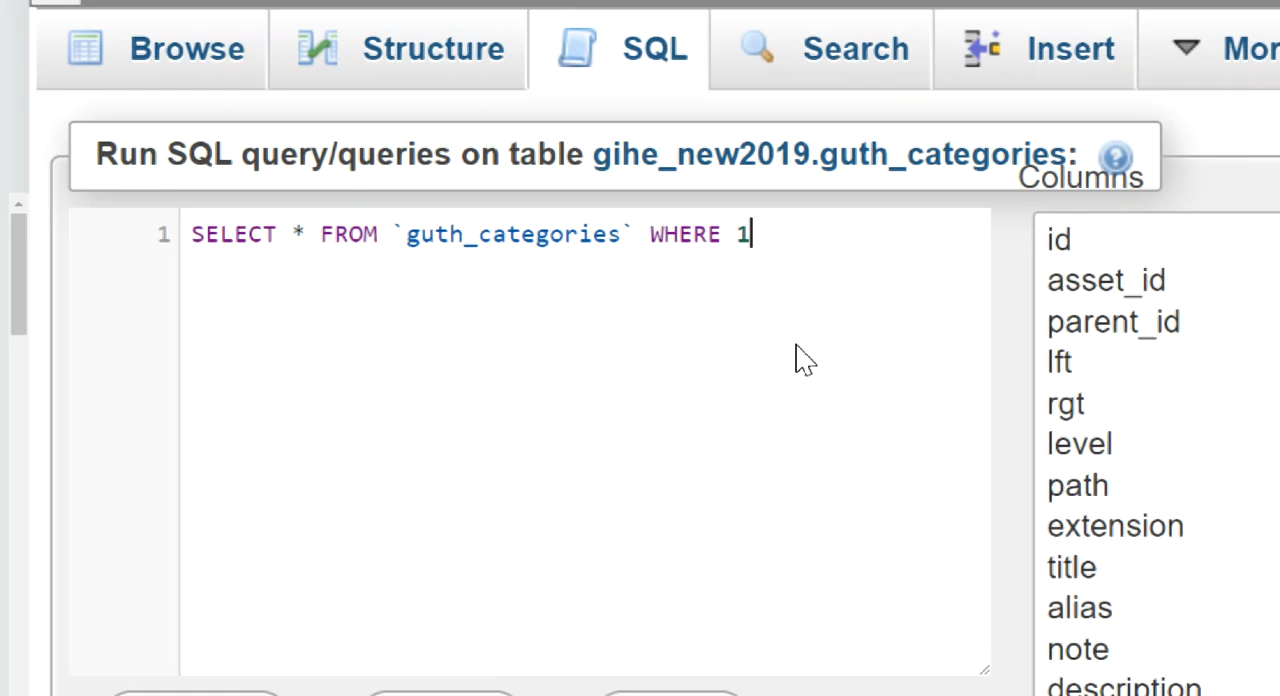 Browse Structure SQL Search Insert
Run SQL query/queries on table gihe_new2019.guth_categories:
Columns
1 SELECT * FROM `guth_categories` WHERE 1
id
asset_id
parent_id
lft
rgt
level
path
extension
title
alias
note
description